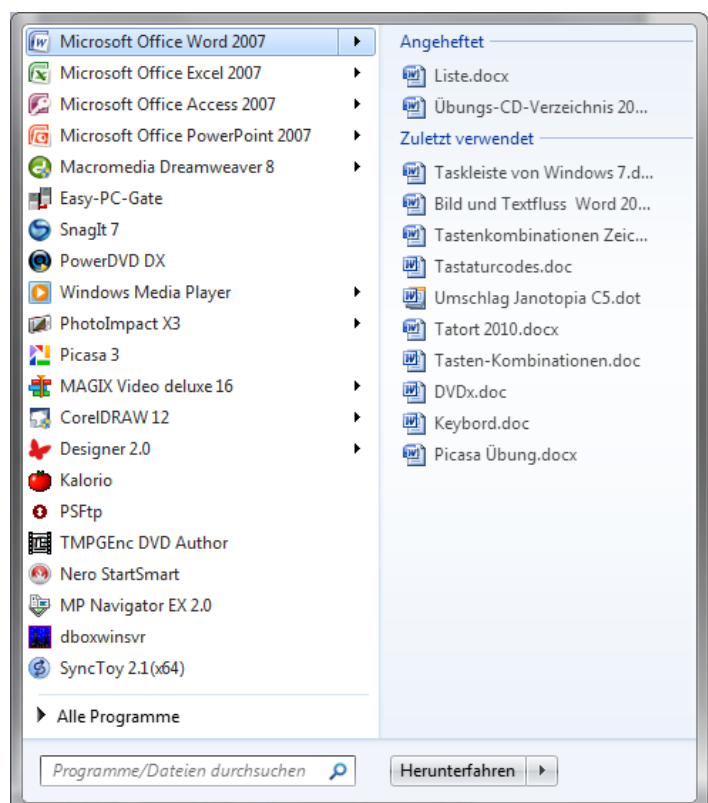 Microsoft Office Word 2007
Microsoft Office Excel 2007
Microsoft Office Access 2007
Microsoft Office PowerPoint 2007
Macromedia Dreamweaver 8
Easy-PC-Gate
SnagIt 7
PowerDVD DX
Windows Media Player
PhotoImpact X3
Picasa 3
MAGIX Video deluxe 16
CorelDRAW 12
Designer 2.0
Kalorio
PSFtp
TMPGEnc DVD Author
Nero StartSmart
MP Navigator EX 2.0
dboxwinsvr
SyncToy 2.1(x64)
Alle Programme
Programme/Dateien durchsuchen
Angeheftet
Liste.docx
Übungs-CD-Verzeichnis 20...
Zuletzt verwendet
Taskleiste von Windows 7.d...
Bild und Textfluss Word 20...
Tastenkombinationen Zeic...
Tastaturcodes.doc
Umschlag Janotopia C5.dot
Tatort 2010.docx
Tasten-Kombinationen.doc
DVDx.doc
Keybord.doc
Picasa Übung.docx
Herunterfahren